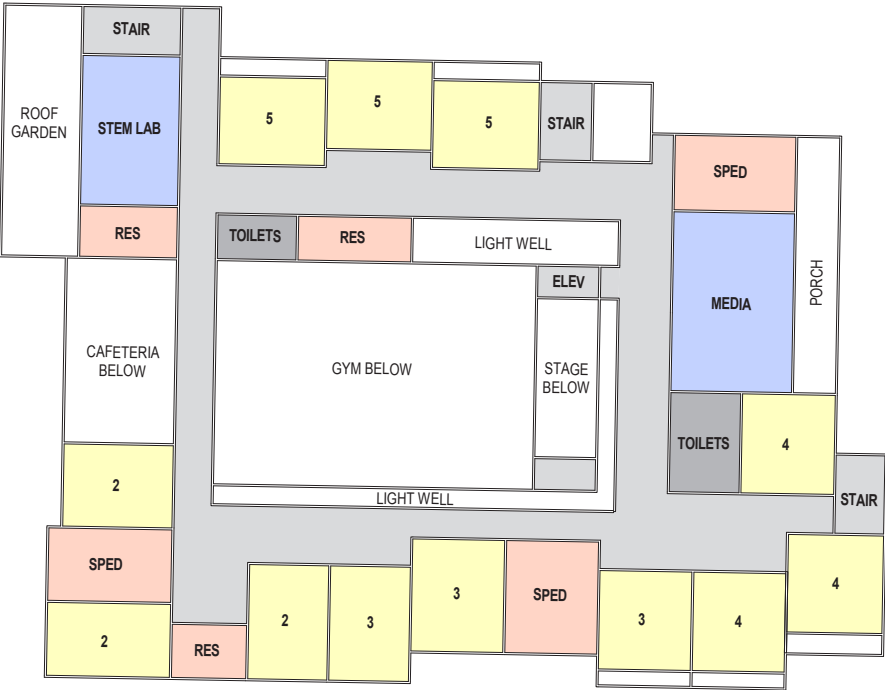 STAIR
ROOF
GARDEN
STEM LAB
5
5
5
STAIR
SPED
RES
TOILETS
RES
LIGHT WELL
ELEV
MEDIA
PORCH
CAFETERIA
BELOW
GYM BELOW
STAGE
BELOW
TOILETS
4
2
LIGHT WELL
STAIR
SPED
2
RES
2
3
3
SPED
3
4
4